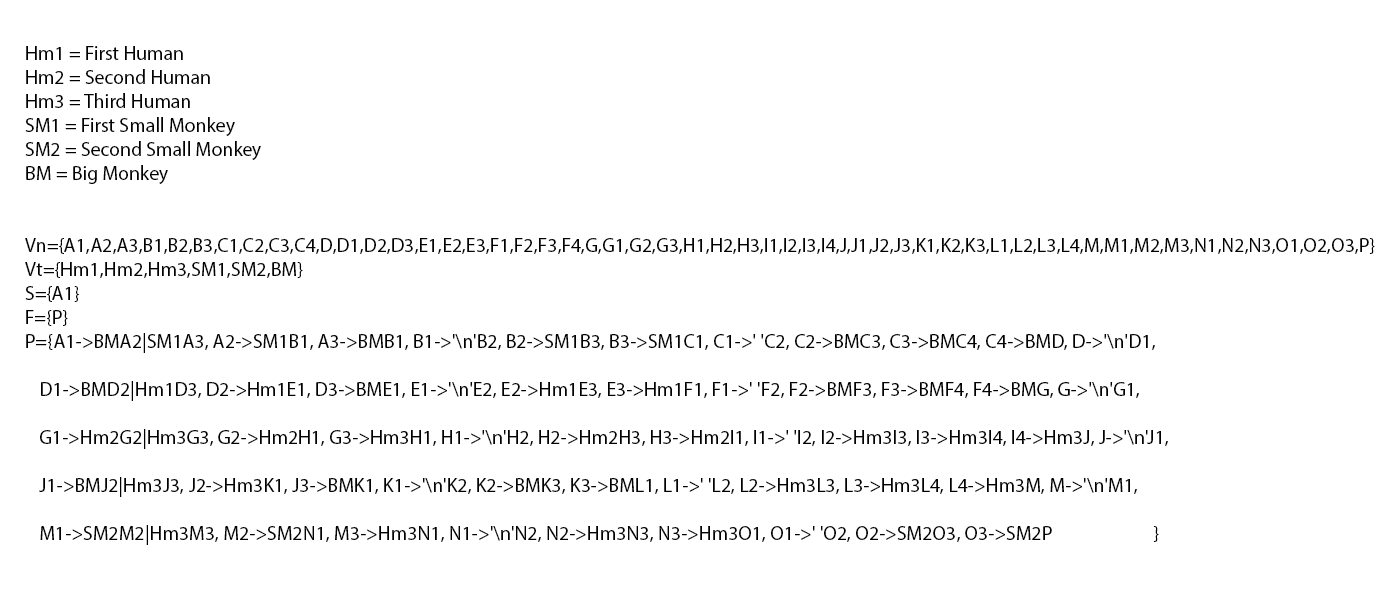 Hm1 = First Human
Hm2 = Second Human
Hm3 = Third Human
SM1 = First Small Monkey
SM2 = Second Small Monkey
BM = Big Monkey
Vn={A1,A2,A3,B1,B2,B3,C1,C2,C3,C4,D,D1,D2,D3,E1,E2,E3,F1,F2,F3,F4,G,G1,G2,G3,H1,H2,H3,I1,I2,I3,I4,J,J1,J2,J3,K1,K2,K3,L1,L2,L3,L4,M,M1,M2,M3,N1,N2,N3,O1,O2,O3,P}
Vt={Hm1,Hm2,Hm3,SM1,SM2,BM}
S={A1}
F={P}
P={A1->BMA2|SM1A3, A2->SM1B1, A3->BMB1, B1->'\n'B2, B2->SM1B3, B3->SM1C1, C1->' 'C2, C2->BMC3, C3->BMC4, C4->BMD, D->'\n'D1,
D1->BMD2|Hm1D3, D2->Hm1E1, D3->BME1, E1->'\n'E2, E2->Hm1E3, E3->Hm1F1, F1->' 'F2, F2->BMF3, F3->BMF4, F4->BMG, G->'\n'G1,
G1->Hm2G2|Hm3G3, G2->Hm2H1, G3->Hm3H1, H1->'\n'H2, H2->Hm2H3, H3->Hm2I1, I1->' 'I2, I2->Hm3I3, I3->Hm3I4, I4->Hm3J, J->'\n'J1,
J1->BMJ2|Hm3J3, J2->Hm3K1, J3->BMK1, K1->'\n'K2, K2->BMK3, K3->BML1, L1->' 'L2, L2->Hm3L3, L3->Hm3L4, L4->Hm3M, M->'\n'M1,
M1->SM2M2|Hm3M3, M2->SM2N1, M3->Hm3N1, N1->'\n'N2, N2->Hm3N3, N3->Hm3O1, O1->' 'O2, O2->SM2O3, O3->SM2P }